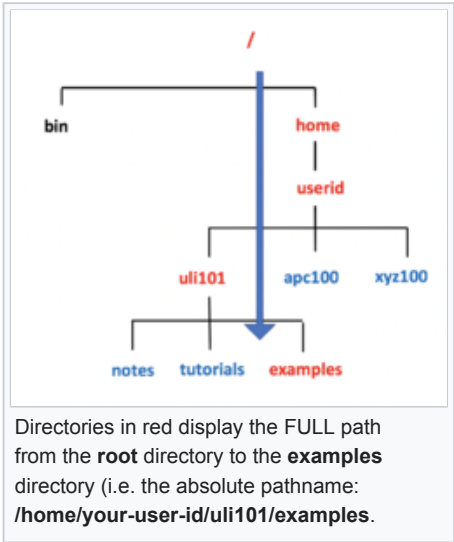 /
bin home
userid
uli101 apc100 xyz100
notes tutorials examples
Directories in red display the FULL path
from the root directory to the examples
directory (i.e. the absolute pathname:
/home/your-user-id/uli101/examples.